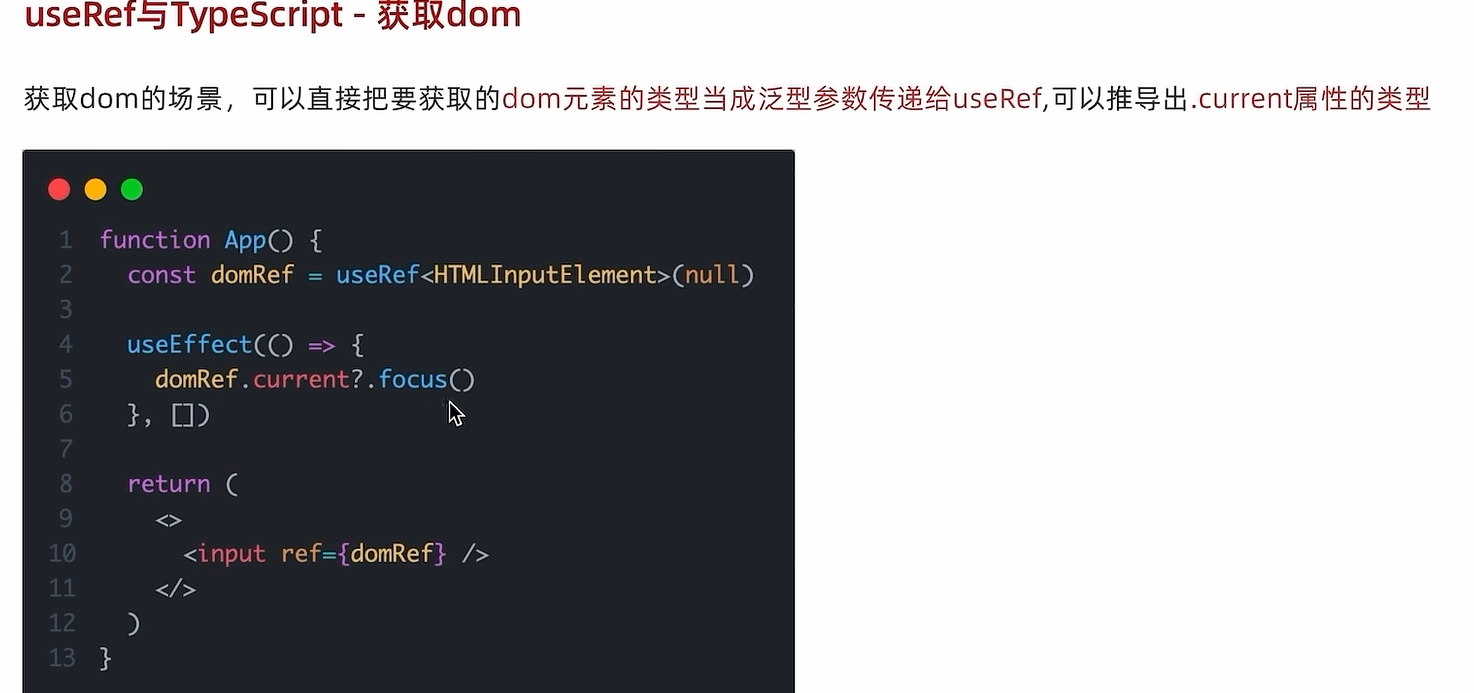 useRef与TypeScript - 获取dom
获取dom的场景，可以直接把要获取的dom元素的类型当成泛型参数传递给useRef,可以推导出.current属性的类型
1 function App() {
2   const domRef = useRef<HTMLInputElement>(null)
3
4   useEffect(() => {
5     domRef.current?.focus()
6   }, [])
7
8   return (
9     <>
10       <input ref={domRef} />
11     </>
12   )
13 }